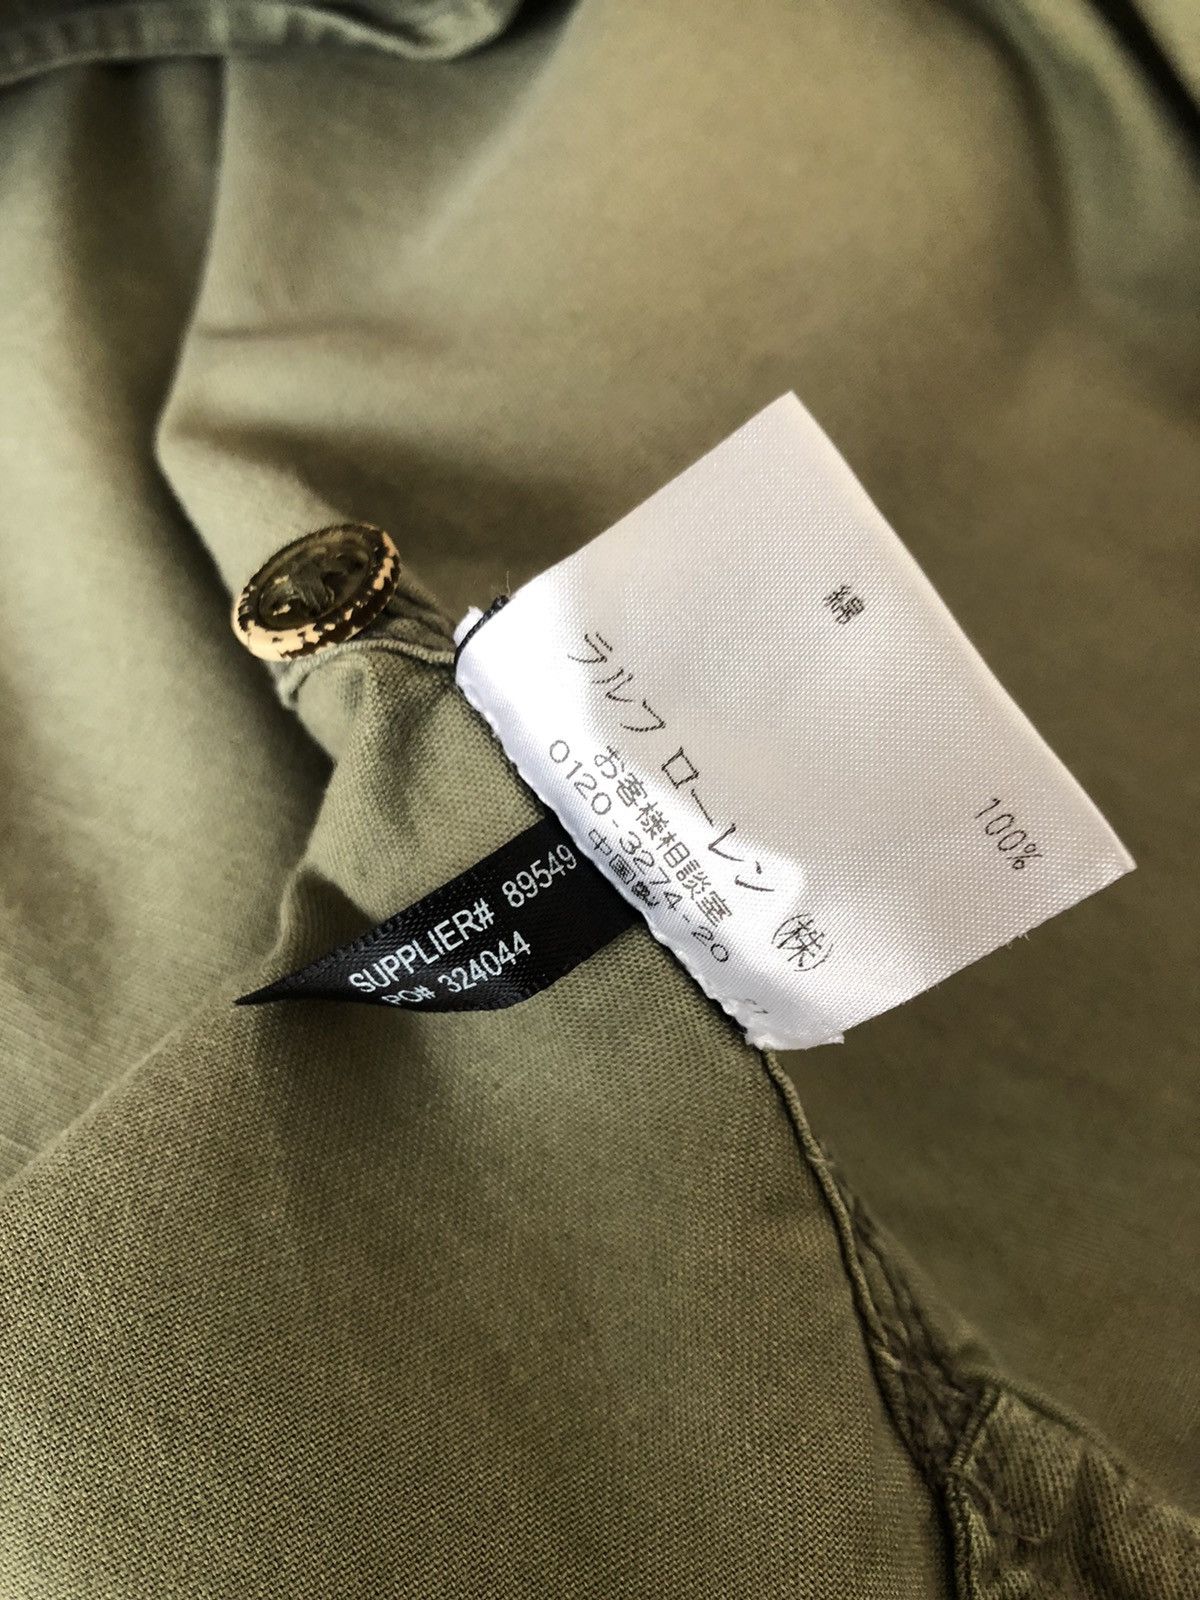 綿
100%
ラルフ ローレン (株)
お客様相談室
0120-3274-20
中国製
SUPPLIER# 89549
PO# 324044